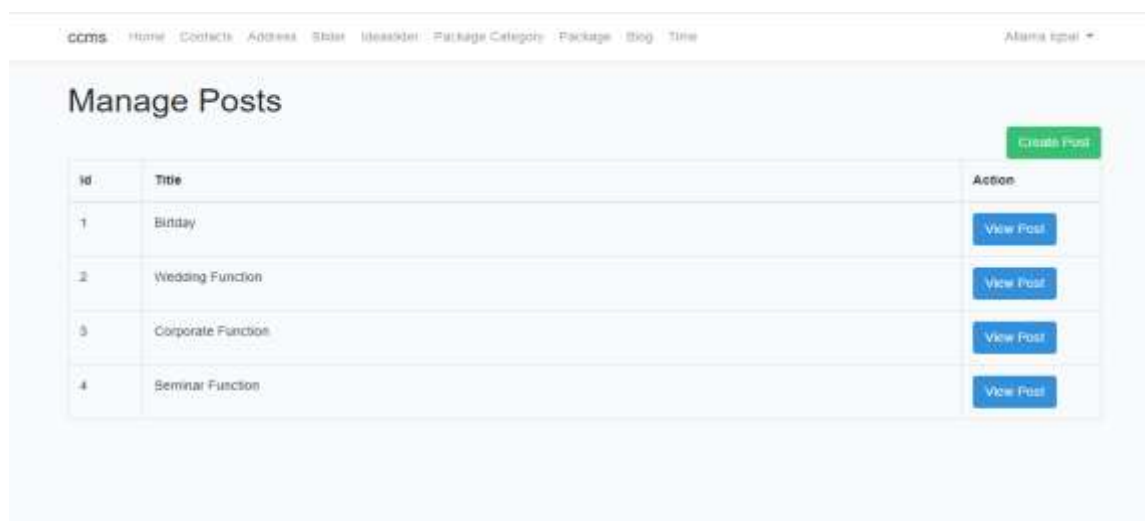 ccms Home Contacts Address Slider Ideaslider Package Category Package Blog Time Allama Iqbal
Manage Posts
Create Post
Id Title Action
1 Birtday View Post
2 Wedding Function View Post
3 Corporate Function View Post
4 Seminar Function View Post